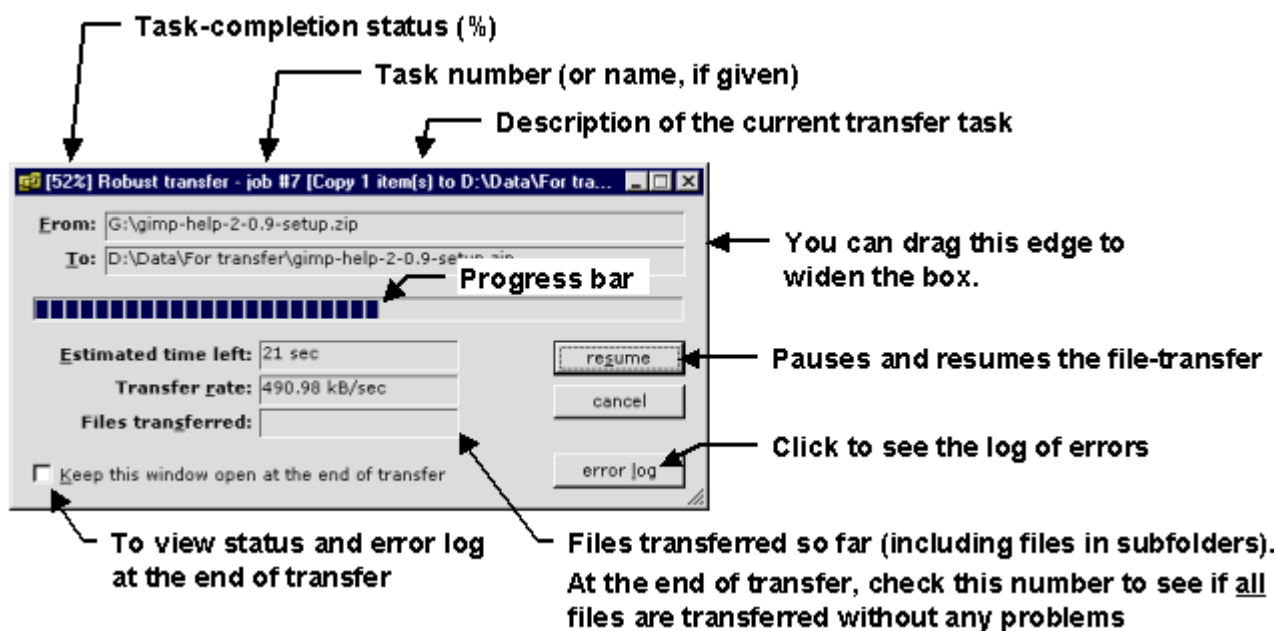 Task-completion status (%)
Task number (or name, if given)
Description of the current transfer task
[52%] Robust transfer - job #7 [Copy 1 item(s) to D:\Data\For tra...
From: G:\gimp-help-2-0.9-setup.zip
To: D:\Data\For transfer\gimp-help-2-0.9-setup.zip
You can drag this edge to
widen the box.
Progress bar
Estimated time left: 21 sec
resume
Pauses and resumes the file-transfer
Transfer rate: 490.98 kB/sec
cancel
Files transferred:
Click to see the log of errors
Keep this window open at the end of transfer
error log
To view status and error log
at the end of transfer
Files transferred so far (including files in subfolders).
At the end of transfer, check this number to see if all
files are transferred without any problems